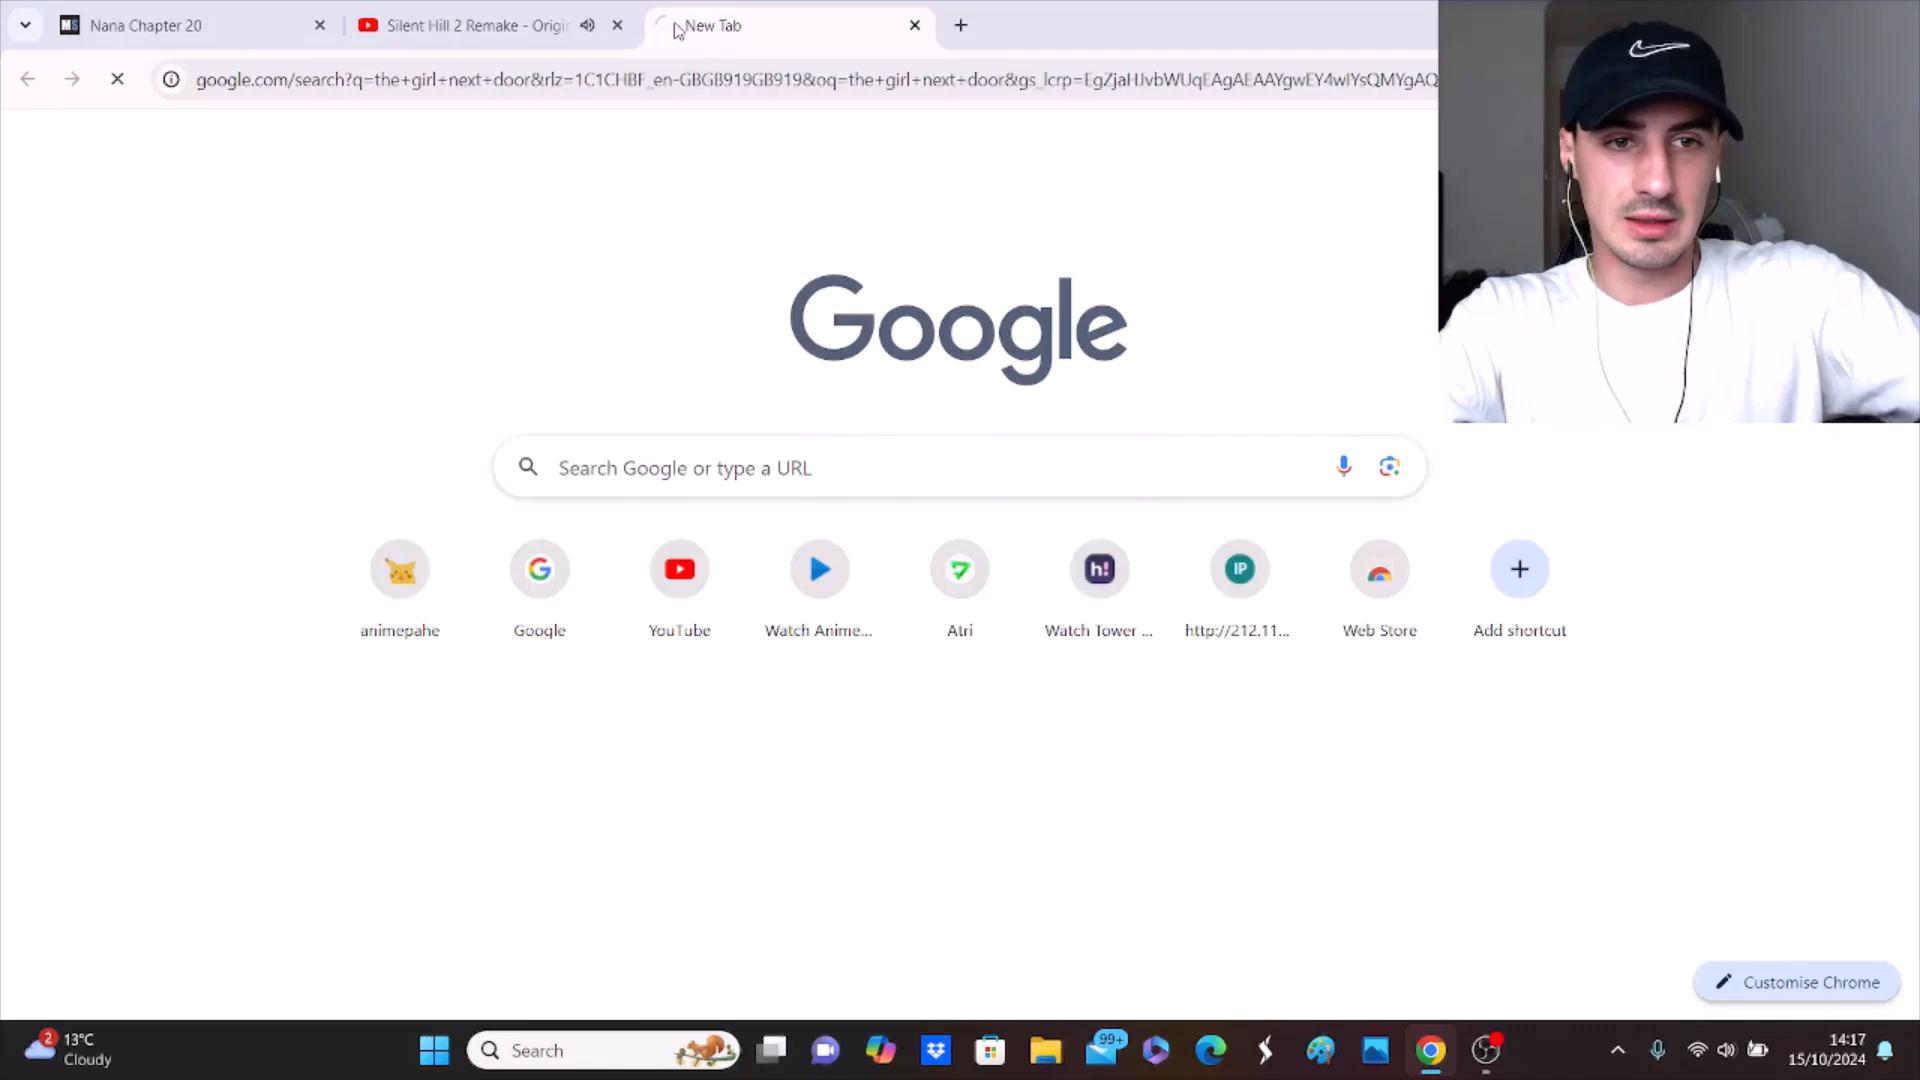 Nana Chapter 20
Silent Hill 2 Remake - Origi
New Tab
google.com/search?q=the+girl+next+door&rlz=1C1CHBF_en-GBGB919GB919&oq=the+girl+next+door&gs_lcrp=EgZjaHJvbWUqEAgAEAAYgwEY4wIYsQMYgAQ
Google
Search Google or type a URL
h!
IP
animepahe
Google
YouTube
Watch Anime...
Atri
Watch Tower ...
http://212.11...
Web Store
Add shortcut
Customise Chrome
2
13°C
Cloudy
Search
99+
14:17
15/10/2024